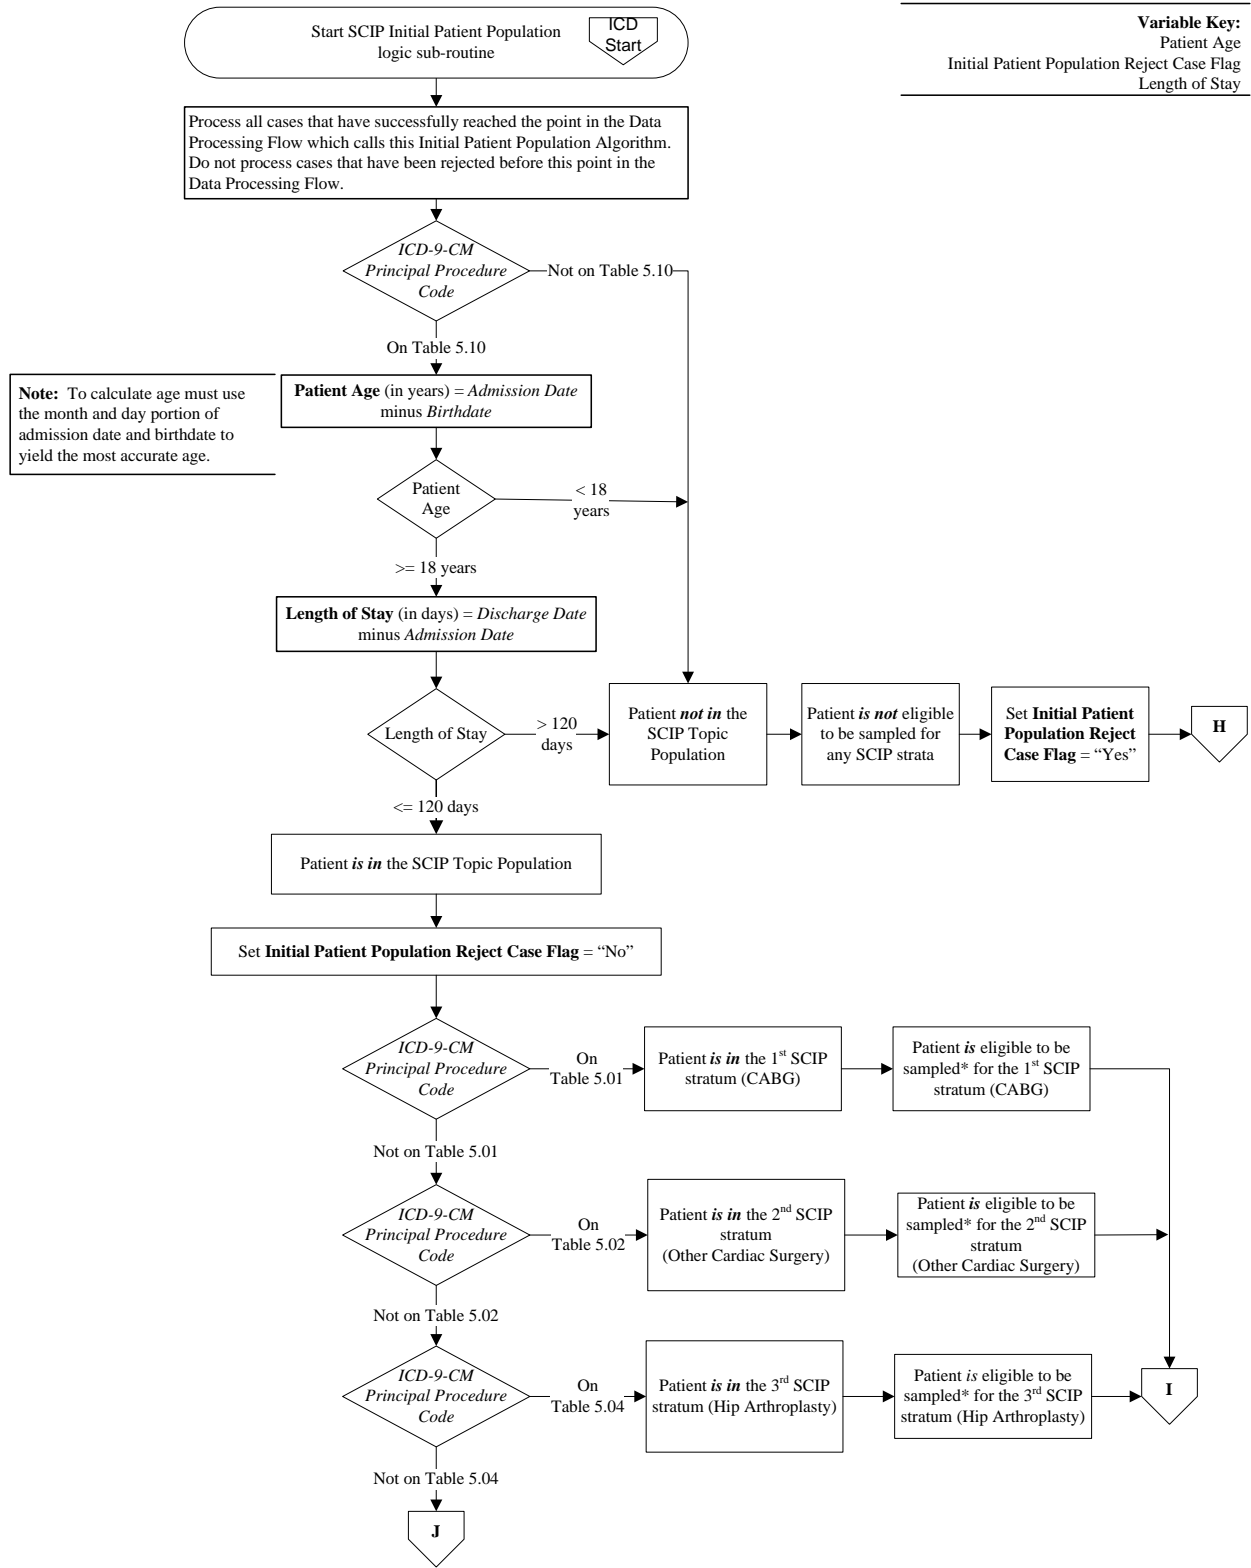 Start SCIP Initial Patient Population
logic sub-routine
ICD
Start
Variable Key:
Patient Age
Initial Patient Population Reject Case Flag
Length of Stay
Process all cases that have successfully reached the point in the Data
Processing Flow which calls this Initial Patient Population Algorithm.
Do not process cases that have been rejected before this point in the
Data Processing Flow.
ICD-9-CM
Principal Procedure
Code
Not on Table 5.10
On Table 5.10
Note: To calculate age must use
the month and day portion of
admission date and birthdate to
yield the most accurate age.
Patient Age (in years) = Admission Date
minus Birthdate
Patient
Age
< 18
years
>= 18 years
Length of Stay (in days) = Discharge Date
minus Admission Date
Length of Stay
> 120
days
Patient not in the
SCIP Topic
Population
Patient is not eligible
to be sampled for
any SCIP strata
Set Initial Patient
Population Reject
Case Flag = “Yes”
H
<= 120 days
Patient is in the SCIP Topic Population
Set Initial Patient Population Reject Case Flag = “No”
ICD-9-CM
Principal Procedure
Code
On
Table 5.01
Patient is in the 1st SCIP
stratum (CABG)
Patient is eligible to be
sampled* for the 1st SCIP
stratum (CABG)
Not on Table 5.01
ICD-9-CM
Principal Procedure
Code
On
Table 5.02
Patient is in the 2nd SCIP
stratum
(Other Cardiac Surgery)
Patient is eligible to be
sampled* for the 2nd SCIP
stratum
(Other Cardiac Surgery)
Not on Table 5.02
ICD-9-CM
Principal Procedure
Code
On
Table 5.04
Patient is in the 3rd SCIP
stratum (Hip Arthroplasty)
Patient is eligible to be
sampled* for the 3rd SCIP
stratum (Hip Arthroplasty)
I
Not on Table 5.04
J